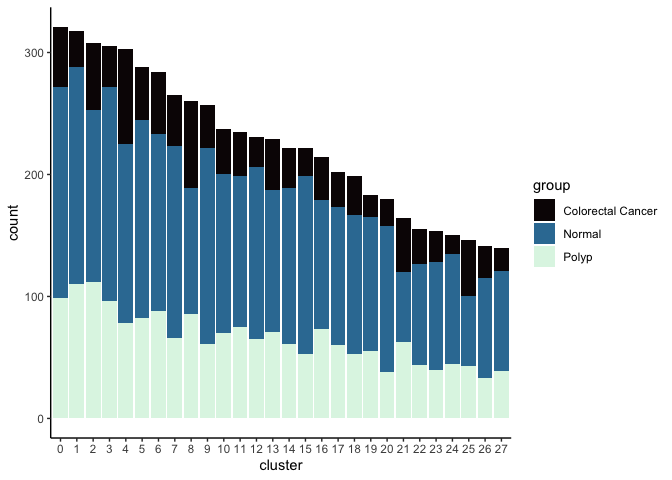 300
200
100
0
count
0 1 2 3 4 5 6 7 8 9 10 11 12 13 14 15 16 17 18 19 20 21 22 23 24 25 26 27
cluster
group
Colorectal Cancer
Normal
Polyp